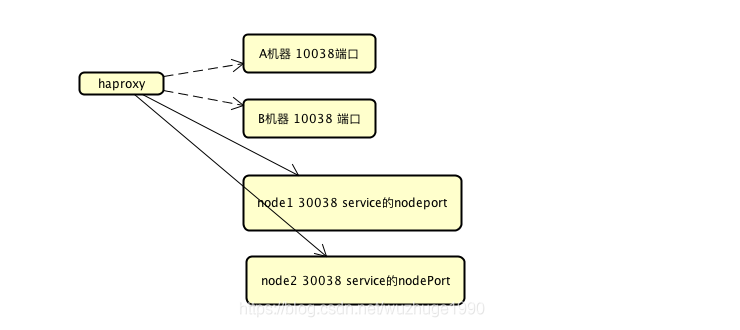 A机器 10038端口
haproxy
B机器 10038 端口
node1 30038 service的nodeport
node2 30038 service的nodePort
https://blog.csdn.net/wuzhuge1990